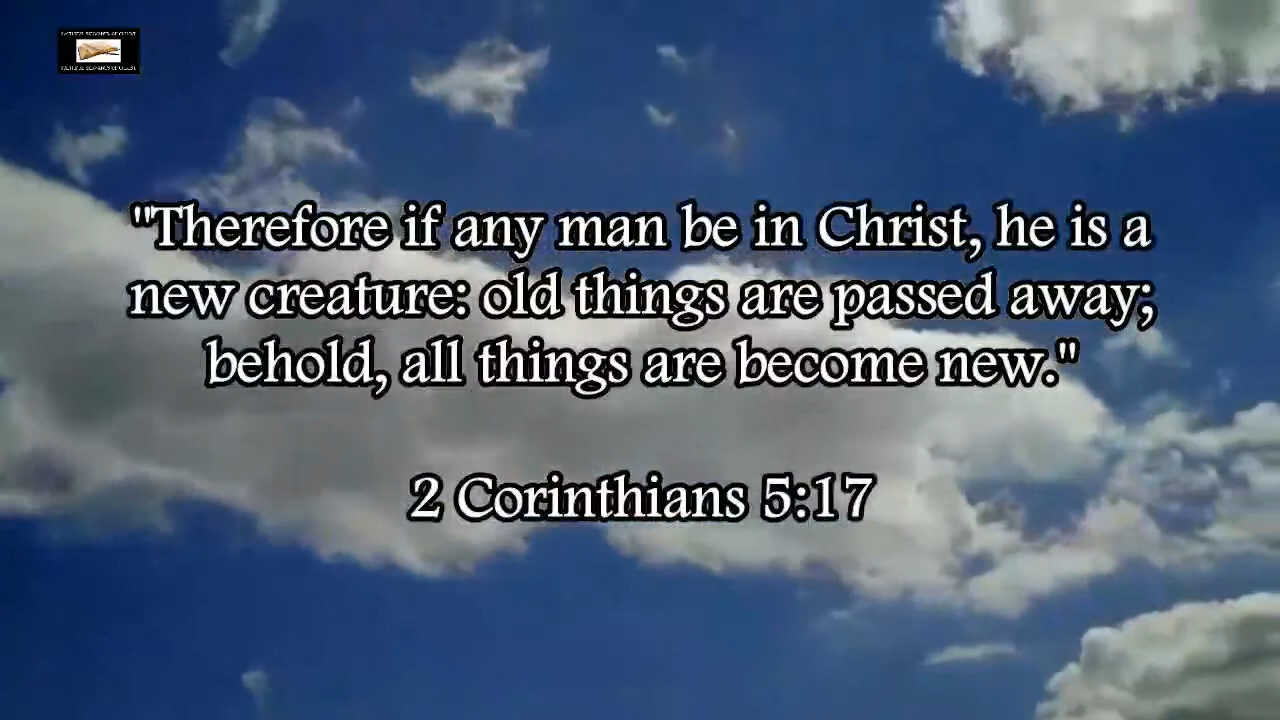 "Therefore if any man be in Christ, he is a
new creature: old things are passed away;
behold, all things are become new."
2 Corinthians 5:17